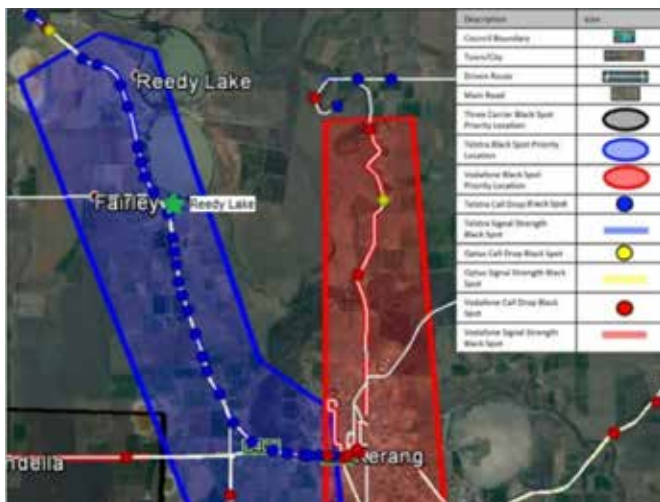 Description Icon
Council Boundary
Town/City
Driven Route
Main Road
Three Carrier Black Spot
Priority Location
Telstra Black Spot Priority
Location
Vodafone Black Spot
Priority Location
Telstra Call Drop Black Spot
Telstra Signal Strength
Black Spot
Optus Call Drop Black Spot
Optus Signal Strength Black
Spot
Vodafone Call Drop Black
Spot
Vodafone Signal Strength
Black Spot
Reedy Lake
Fairley
Reedy Lake
ndella
erang